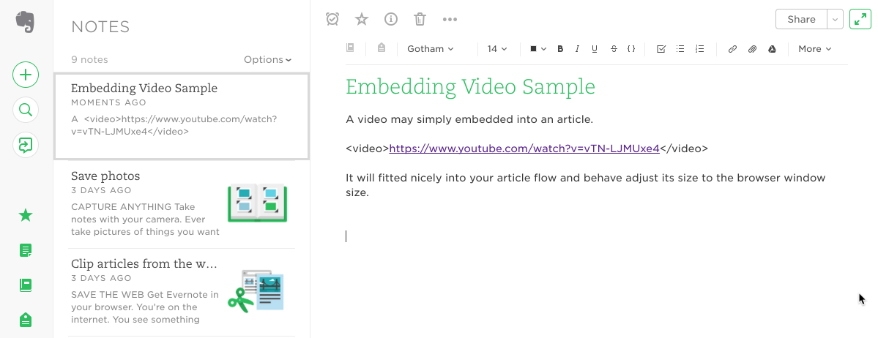 NOTES
9 notes
Options
Embedding Video Sample
MOMENTS AGO
A <video>https://www.youtube.com/watch?
v=vTN-LJMUxe4</video>
Save photos
3 DAYS AGO
CAPTURE ANYTHING Take
notes with your camera. Ever
take pictures of things you want
Clip articles from the w...
3 DAYS AGO
SAVE THE WEB Get Evernote in
your browser. You're on the
internet. You see something
Share
Gotham
14
B I U S {}
More
Embedding Video Sample
A video may simply embedded into an article.
<video>https://www.youtube.com/watch?v=vTN-LJMUxe4</video>
It will fitted nicely into your article flow and behave adjust its size to the browser window
size.